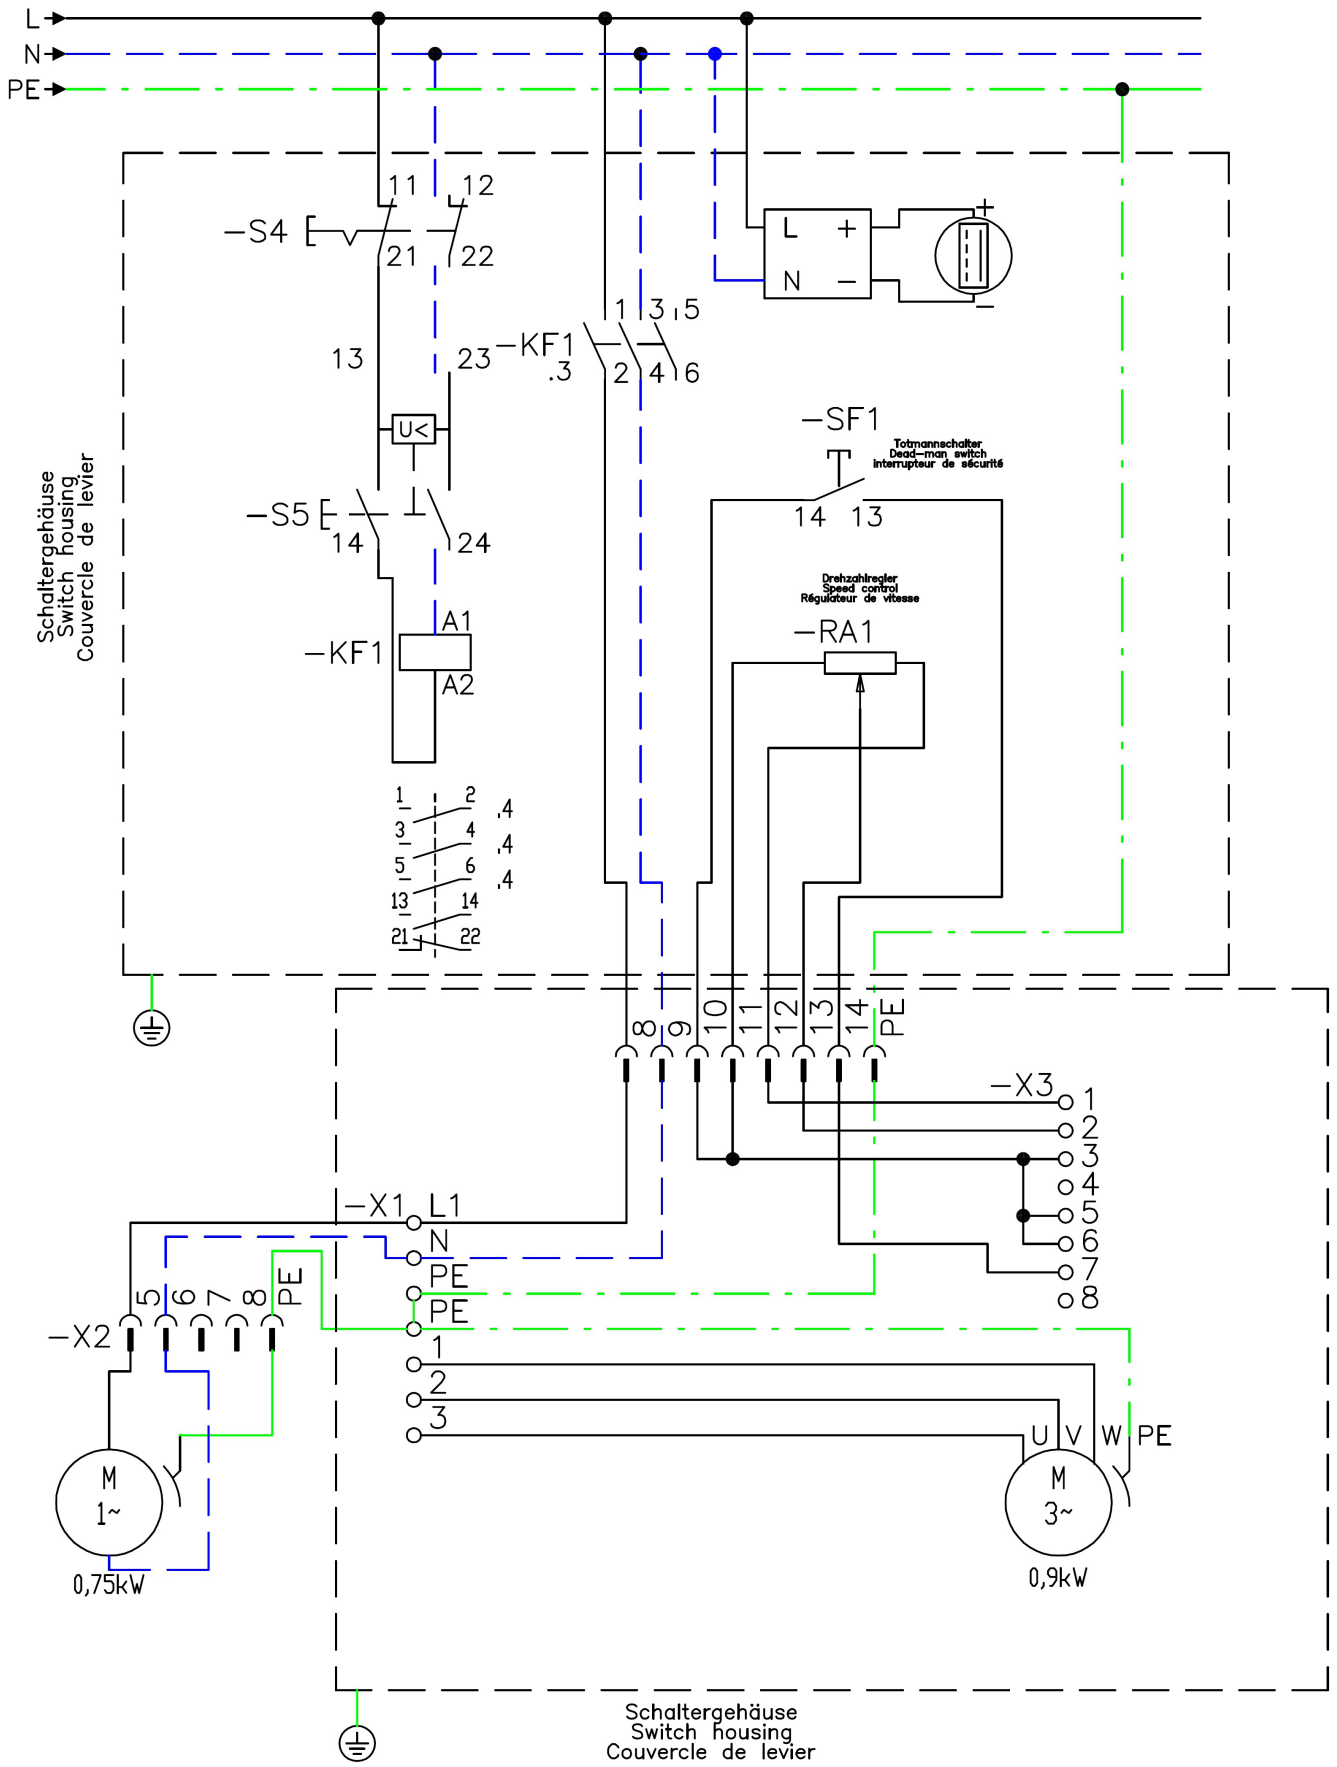 L
N
PE
11 12
-S4
21 22
L +
N -
+
-
1 3 5
-KF1
.3
2 4 6
13 23
U<
-S5
14 24
-SF1
Totmannschalter
Dead-man switch
interrupteur de sécurité
14 13
Drehzahlregler
Speed control
Régulateur de vitesse
-RA1
A1
-KF1
A2
1 2 .4
3 4 .4
5 6 .4
13 14
21 22
Schaltergehäuse
Switch housing
Couvercle de levier
8 9 10 11 12 13 14 PE
-X3
1
2
3
4
5
6
7
8
-X1 L1
N
PE
PE
1
2
3
5 6 7 8 PE
-X2
M
1~
0,75kW
U V W PE
M
3~
0,9kW
Schaltergehäuse
Switch housing
Couvercle de levier